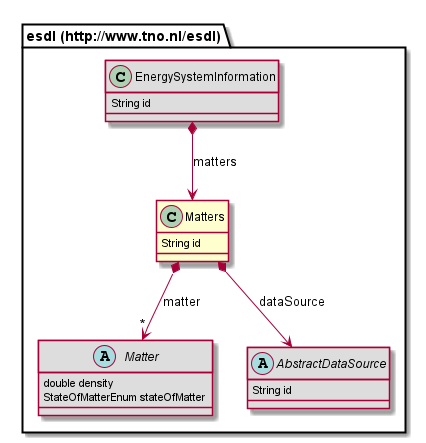 esdl (http://www.tno.nl/esdl)
C EnergySystemInformation
String id
matters
C Matters
String id
matter
dataSource
*
A Matter
double density
StateOfMatterEnum stateOfMatter
A AbstractDataSource
String id